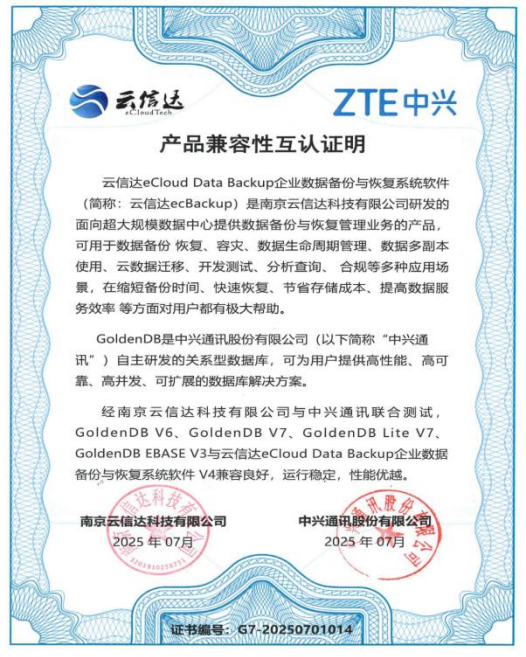 云信达
eCloudTech
ZTE中兴
产品兼容性互认证明
云信达eCloud Data Backup企业数据备份与恢复系统软件
（简称：云信达ecBackup）是南京云信达科技有限公司研发的
面向超大规模数据中心提供数据备份与恢复管理业务的产品，
可用于数据备份 恢复、容灾、数据生命周期管理、数据多副本
使用、云数据迁移、开发测试、分析查询、 合规等多种应用场
景，在缩短备份时间、快速恢复、节省存储成本、提高数据服
务效率 等方面对用户都有极大帮助。
GoldenDB是中兴通讯股份有限公司（以下简称“中兴通
讯”）自主研发的关系型数据库，可为用户提供高性能、高可
靠、高并发、可扩展的数据库解决方案。
经南京云信达科技有限公司与中兴通讯联合测试，
GoldenDB V6、GoldenDB V7、GoldenDB Lite V7、
GoldenDB EBASE V3与云信达eCloud Data Backup企业数据
备份与恢复系统软件 V4兼容良好，运行稳定，性能优越。
南京云信达科技有限公司
2025 年 07月
中兴通讯股份有限公司
2025 年 07月
证书编号：G7-20250701014